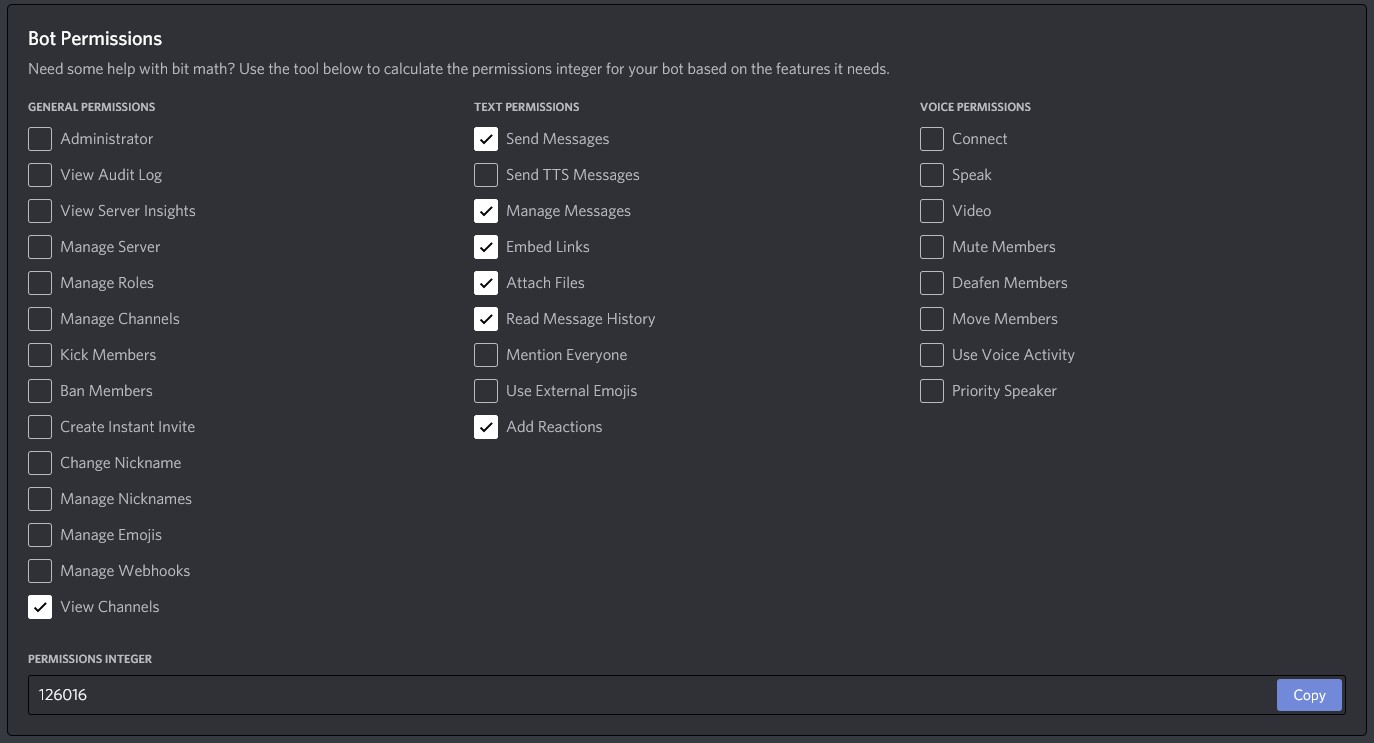 Bot Permissions
Need some help with bit math? Use the tool below to calculate the permissions integer for your bot based on the features it needs.
GENERAL PERMISSIONS
Administrator
View Audit Log
View Server Insights
Manage Server
Manage Roles
Manage Channels
Kick Members
Ban Members
Create Instant Invite
Change Nickname
Manage Nicknames
Manage Emojis
Manage Webhooks
View Channels
TEXT PERMISSIONS
Send Messages
Send TTS Messages
Manage Messages
Embed Links
Attach Files
Read Message History
Mention Everyone
Use External Emojis
Add Reactions
VOICE PERMISSIONS
Connect
Speak
Video
Mute Members
Deafen Members
Move Members
Use Voice Activity
Priority Speaker
PERMISSIONS INTEGER
126016
Copy